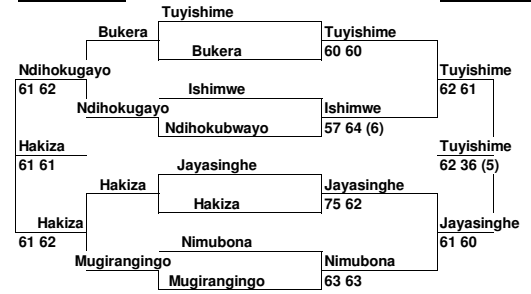 Tuyishime
Bukera Tuyishime
Bukera 60 60
Ndihokugayo Tuyishime
61 62 Ishimwe 62 61
Ndihokugayo Ishimwe
Ndihokubwayo 57 64 (6)
Hakiza Tuyishime
61 61 Jayasinghe 62 36 (5)
Hakiza Jayasinghe
Hakiza 75 62
Hakiza Jayasinghe
61 62 Nimubona 61 60
Mugirangingo Nimubona
Mugirangingo 63 63